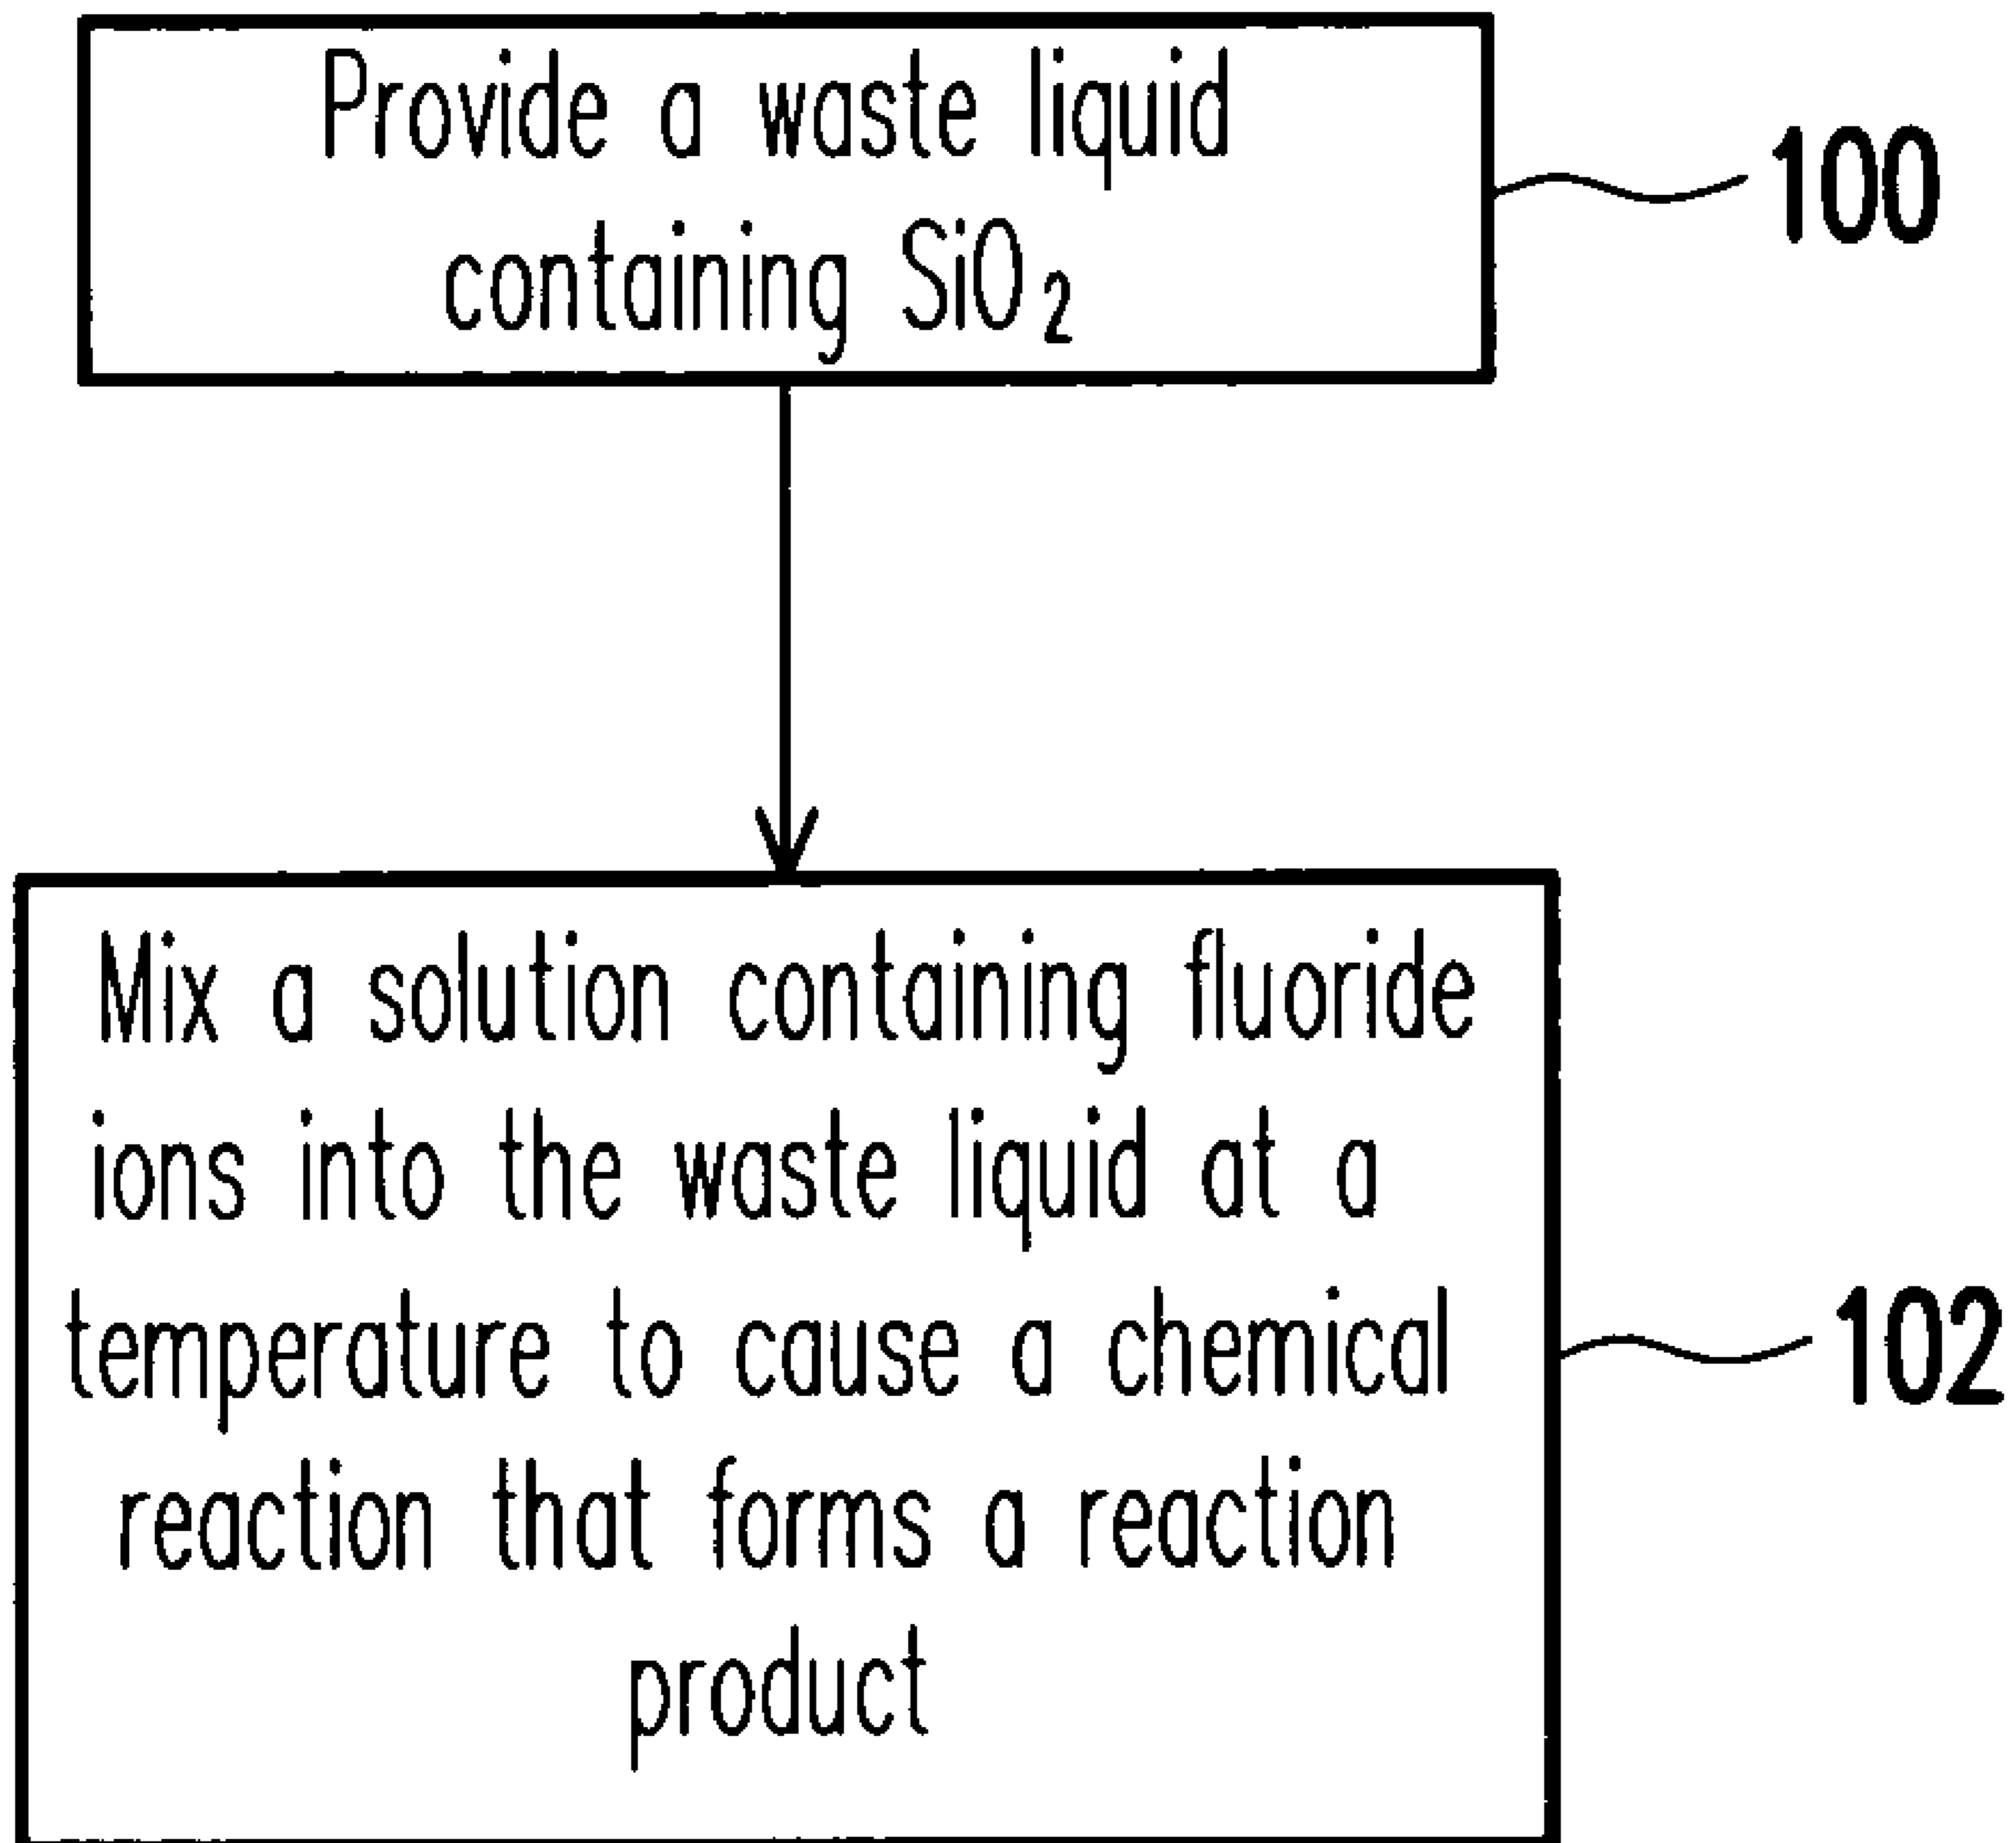 Provide a waste liquid
containing SiO₂
100
Mix a solution containing fluoride
ions into the waste liquid at a
temperature to cause a chemical
reaction that forms a reaction
product
102